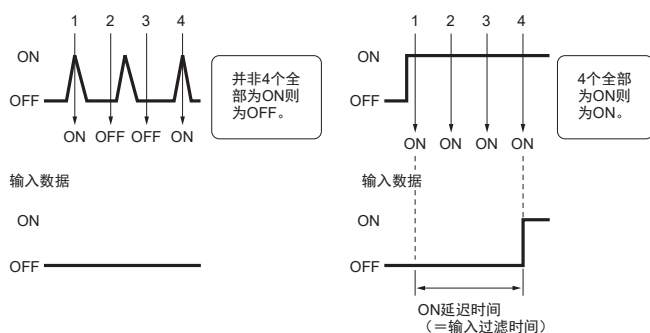 1 2 3 4
ON
OFF
ON OFF OFF ON
并非4个全
部为ON则
为OFF。
输入数据
ON
OFF
1 2 3 4
ON
OFF
ON ON ON ON
4个全部
为ON则
为ON。
输入数据
ON
OFF
ON延迟时间
(＝输入过滤时间)